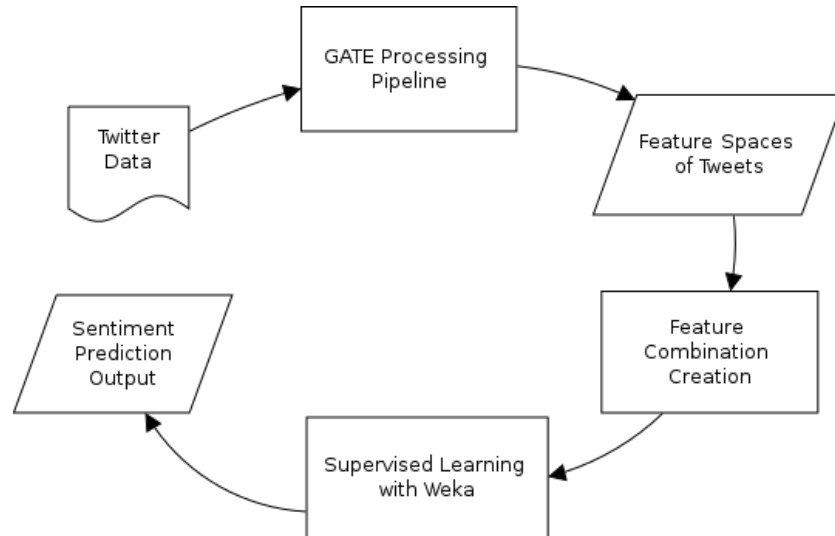 GATE Processing
Pipeline
Twitter
Data
Feature Spaces
of Tweets
Feature
Combination
Creation
Supervised Learning
with Weka
Sentiment
Prediction
Output